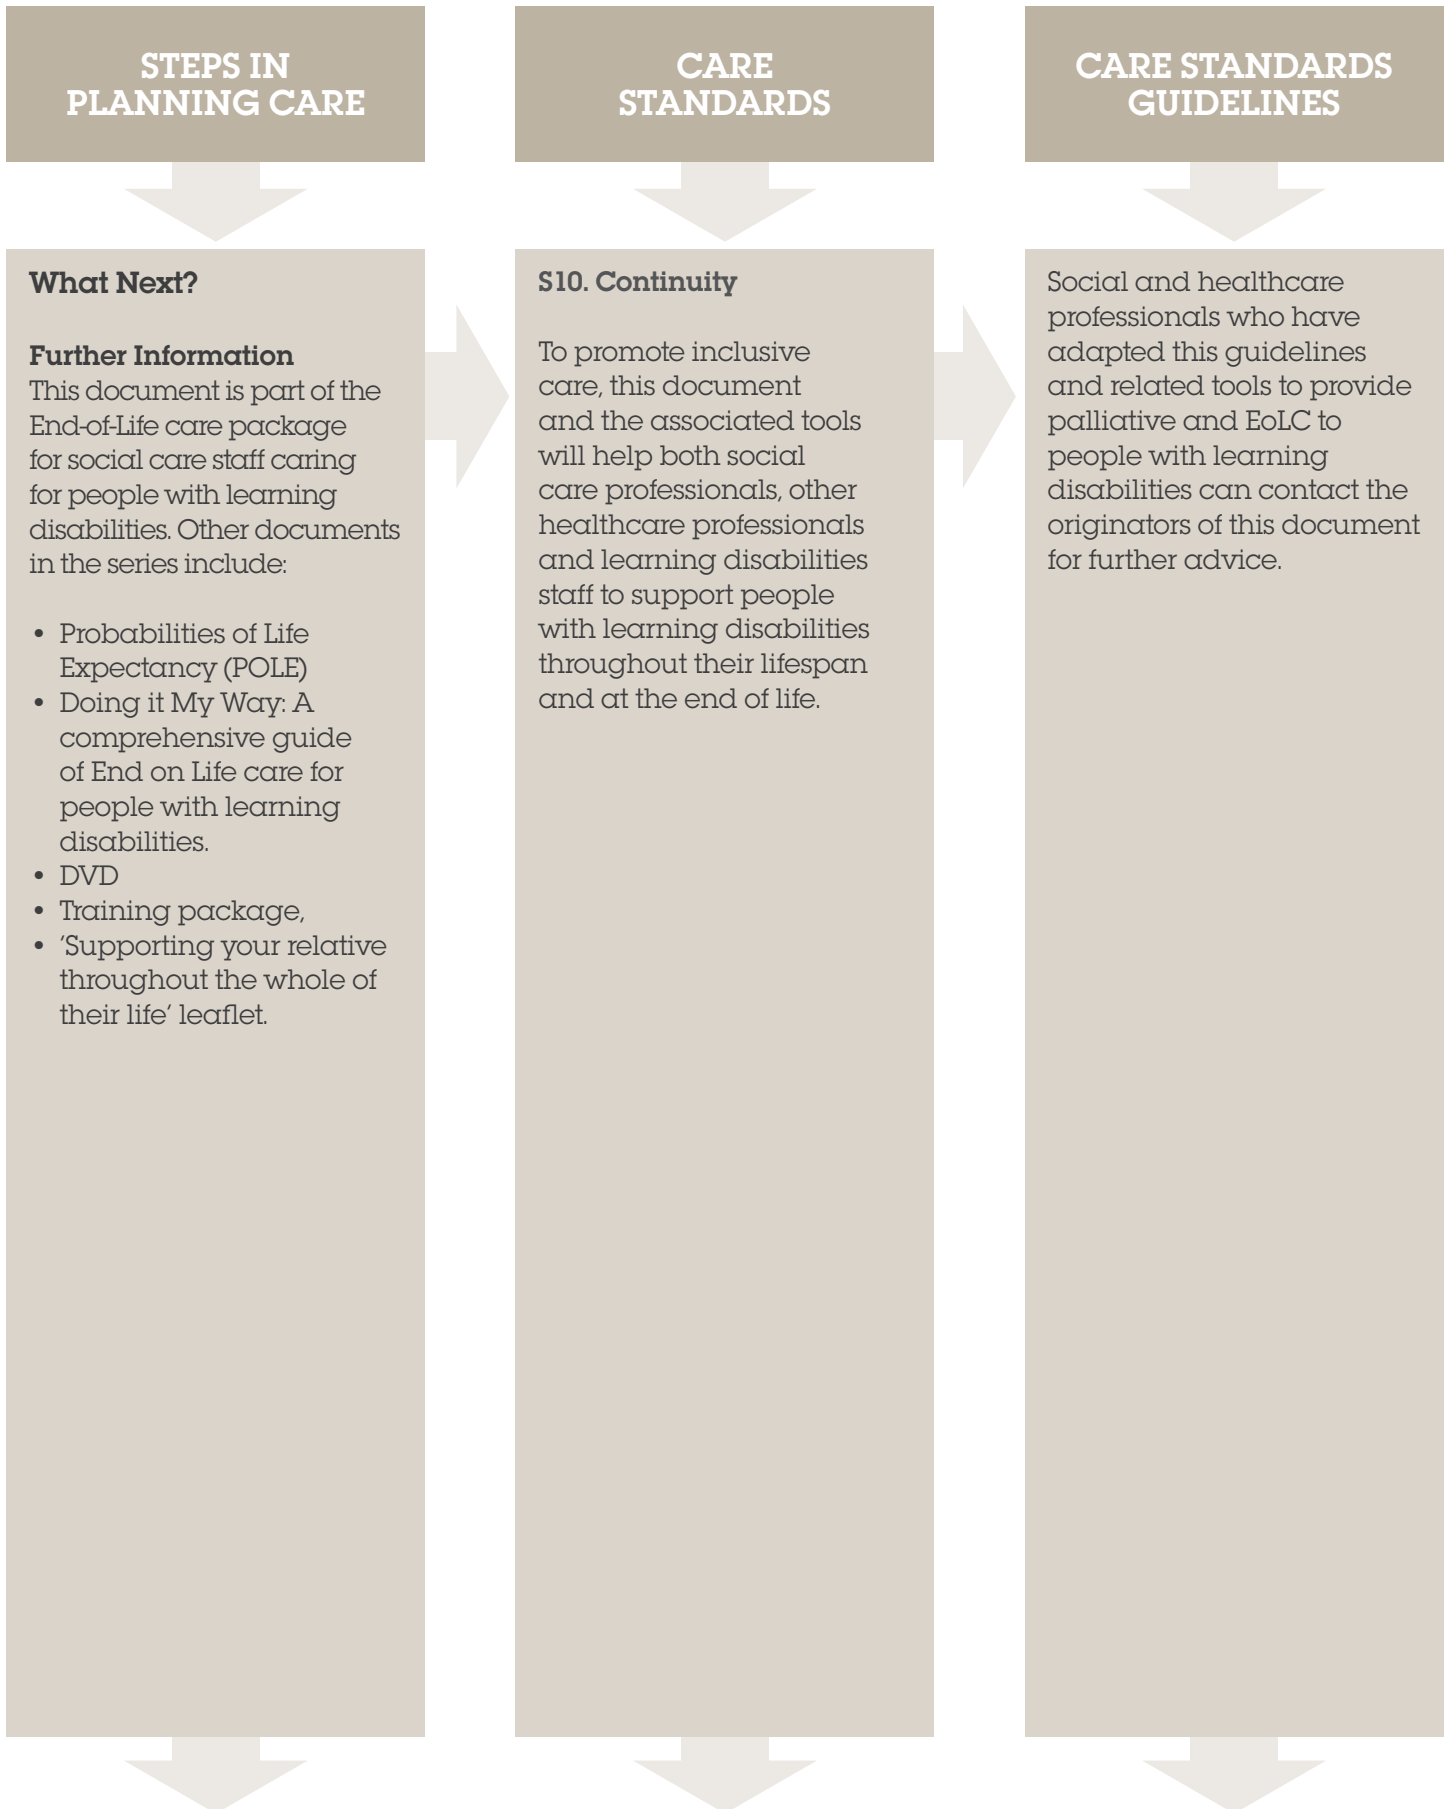 STEPS IN
PLANNING CARE
CARE
STANDARDS
CARE STANDARDS
GUIDELINES
What Next?
Further Information
This document is part of the
End-of-Life care package
for social care staff caring
for people with learning
disabilities. Other documents
in the series include:
• Probabilities of Life
Expectancy (POLE)
• Doing it My Way: A
comprehensive guide
of End on Life care for
people with learning
disabilities.
• DVD
• Training package,
• ‘Supporting your relative
throughout the whole of
their life’ leaflet.
S10. Continuity
To promote inclusive
care, this document
and the associated tools
will help both social
care professionals, other
healthcare professionals
and learning disabilities
staff to support people
with learning disabilities
throughout their lifespan
and at the end of life.
Social and healthcare
professionals who have
adapted this guidelines
and related tools to provide
palliative and EoLC to
people with learning
disabilities can contact the
originators of this document
for further advice.